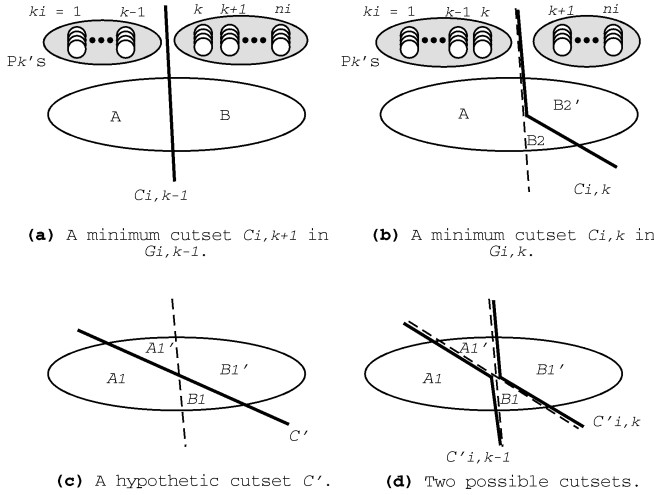 ki = 1 k-1 k k+1 ni
Pk's
A B
Ci,k-1
(a) A minimum cutset Ci,k+1 in
Gi,k-1.
ki = 1 k-1 k k+1 ni
Pk's
A B2'
B2
Ci,k
(b) A minimum cutset Ci,k in
Gi,k.
A1'
A1 B1'
B1
C'
(c) A hypothetic cutset C'.
A1'
A1 B1'
B1
C'i,k
C'i,k-1
(d) Two possible cutsets.